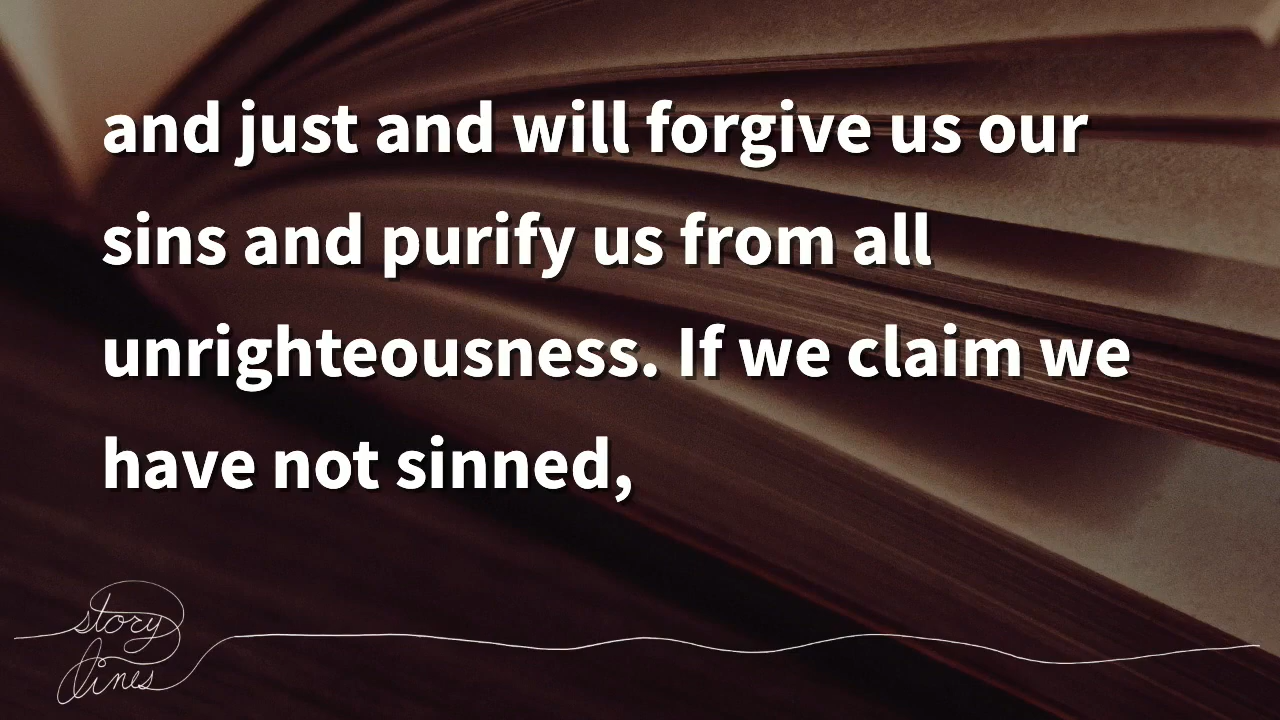 and just and will forgive us our
sins and purify us from all
unrighteousness. If we claim we
have not sinned,
story
lines